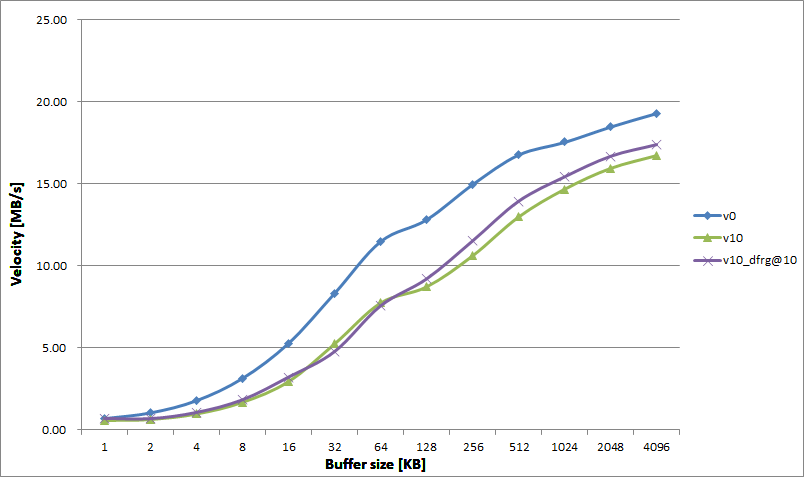 25.00
20.00
15.00
10.00
5.00
0.00
Velocity [MB/s]
1 2 4 8 16 32 64 128 256 512 1024 2048 4096
Buffer size [KB]
v0
v10
v10_dfrg@10